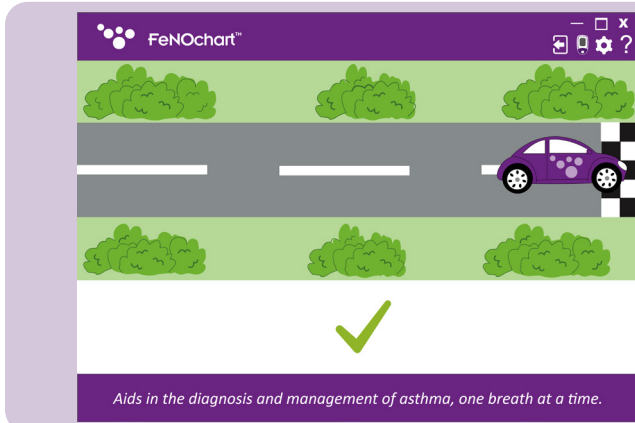 FeNOchart™
Aids in the diagnosis and management of asthma, one breath at a time.